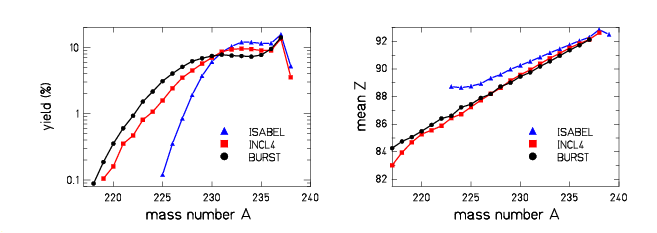 yield (%)
10
1
0.1
220
225
230
235
240
mass number A
ISABEL
INCL4
BURST
mean Z
92
90
88
86
84
82
220
225
230
235
240
mass number A
ISABEL
INCL4
BURST